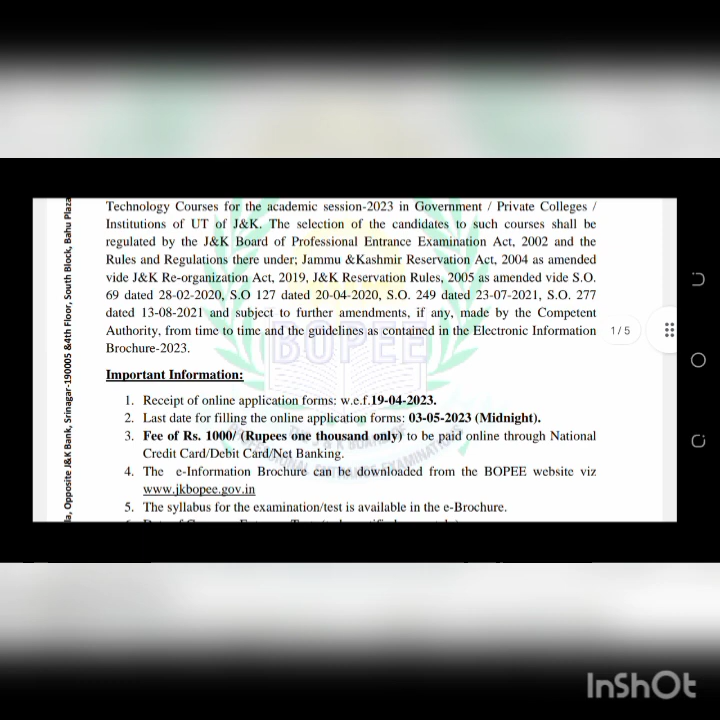 Technology Courses for the academic session-2023 in Government / Private Colleges /
Institutions of UT of J&K. The selection of the candidates to such courses shall be
regulated by the J&K Board of Professional Entrance Examination Act, 2002 and the
Rules and Regulations there under; Jammu &Kashmir Reservation Act, 2004 as amended
vide J&K Re-organization Act, 2019, J&K Reservation Rules, 2005 as amended vide S.O.
69 dated 28-02-2020, S.O 127 dated 20-04-2020, S.O. 249 dated 23-07-2021, S.O. 277
dated 13-08-2021 and subject to further amendments, if any, made by the Competent
Authority, from time to time and the guidelines as contained in the Electronic Information
Brochure-2023.
Important Information:
1. Receipt of online application forms: w.e.f.19-04-2023.
2. Last date for filling the online application forms: 03-05-2023 (Midnight).
3. Fee of Rs. 1000/ (Rupees one thousand only) to be paid online through National
Credit Card/Debit Card/Net Banking.
4. The e-Information Brochure can be downloaded from the BOPEE website viz
www.jkbopee.gov.in
5. The syllabus for the examination/test is available in the e-Brochure.
la, Opposite J&K Bank, Srinagar-190005 &4th Floor, South Block, Bahu Plaza
BOPEE
1 / 5
InShOt